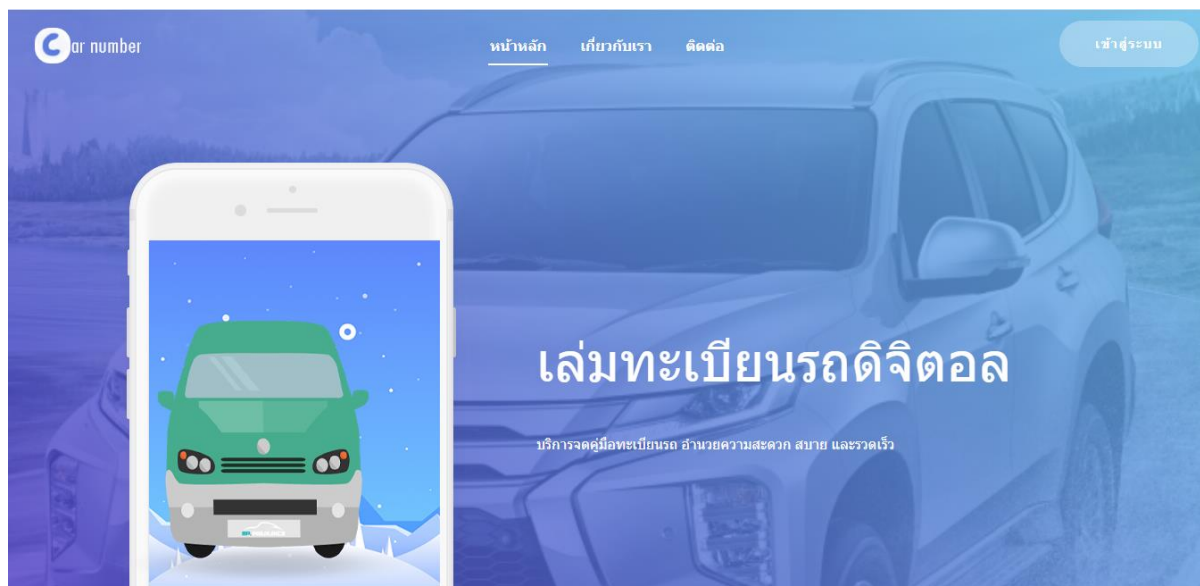 Car number
หน้าหลัก เกี่ยวกับเรา ติดต่อ
เข้าสู่ระบบ
เล่มทะเบียนรถดิจิตอล
บริการจดคู่มือทะเบียนรถ อำนวยความสะดวก สบาย และรวดเร็ว